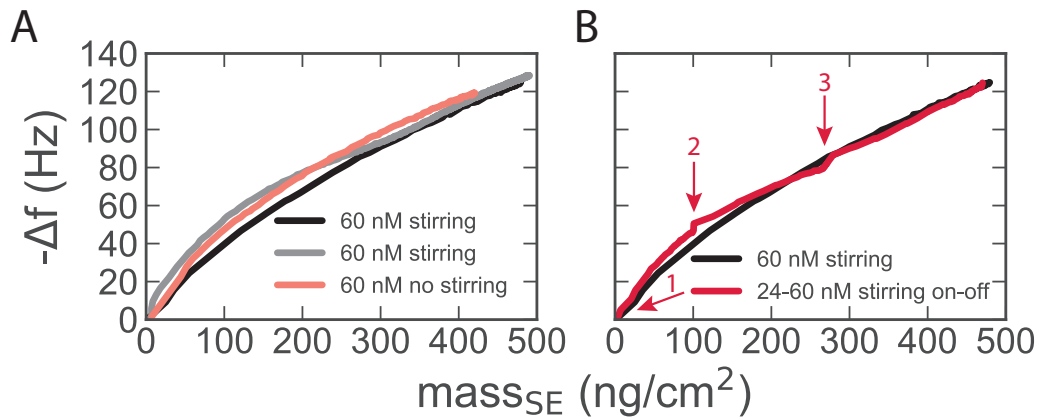 A
B
-Δf (Hz)
140
120
100
80
60
40
20
0
60 nM stirring
60 nM stirring
60 nM no stirring
0 100 200 300 400 500
1
2
3
60 nM stirring
24-60 nM stirring on-off
0 100 200 300 400 500
mass_SE (ng/cm²)